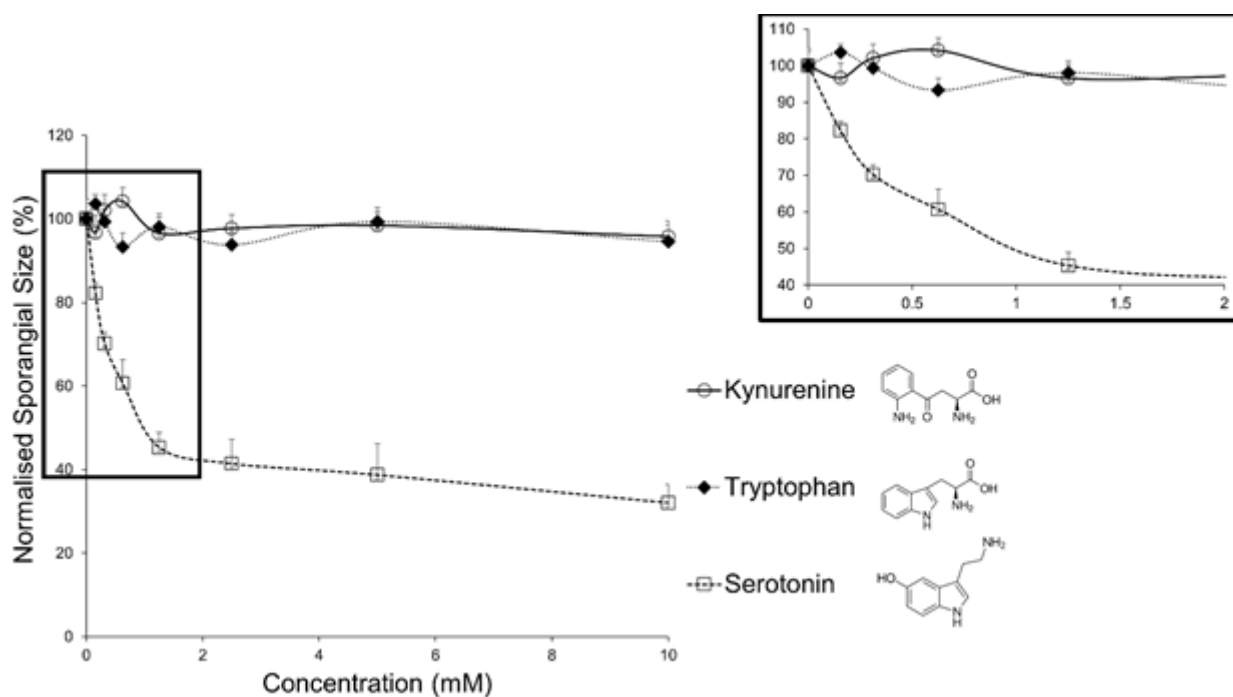 110
100
90
80
70
60
50
40
0
0.5
1
1.5
2
120
100
80
60
40
20
0
Normalised Sporangial Size (%)
0
2
4
6
8
10
Concentration (mM)
Kynurenine
O
OH
NH₂
O
NH₂
Tryptophan
O
OH
NH₂
N
H
Serotonin
NH₂
HO
N
H